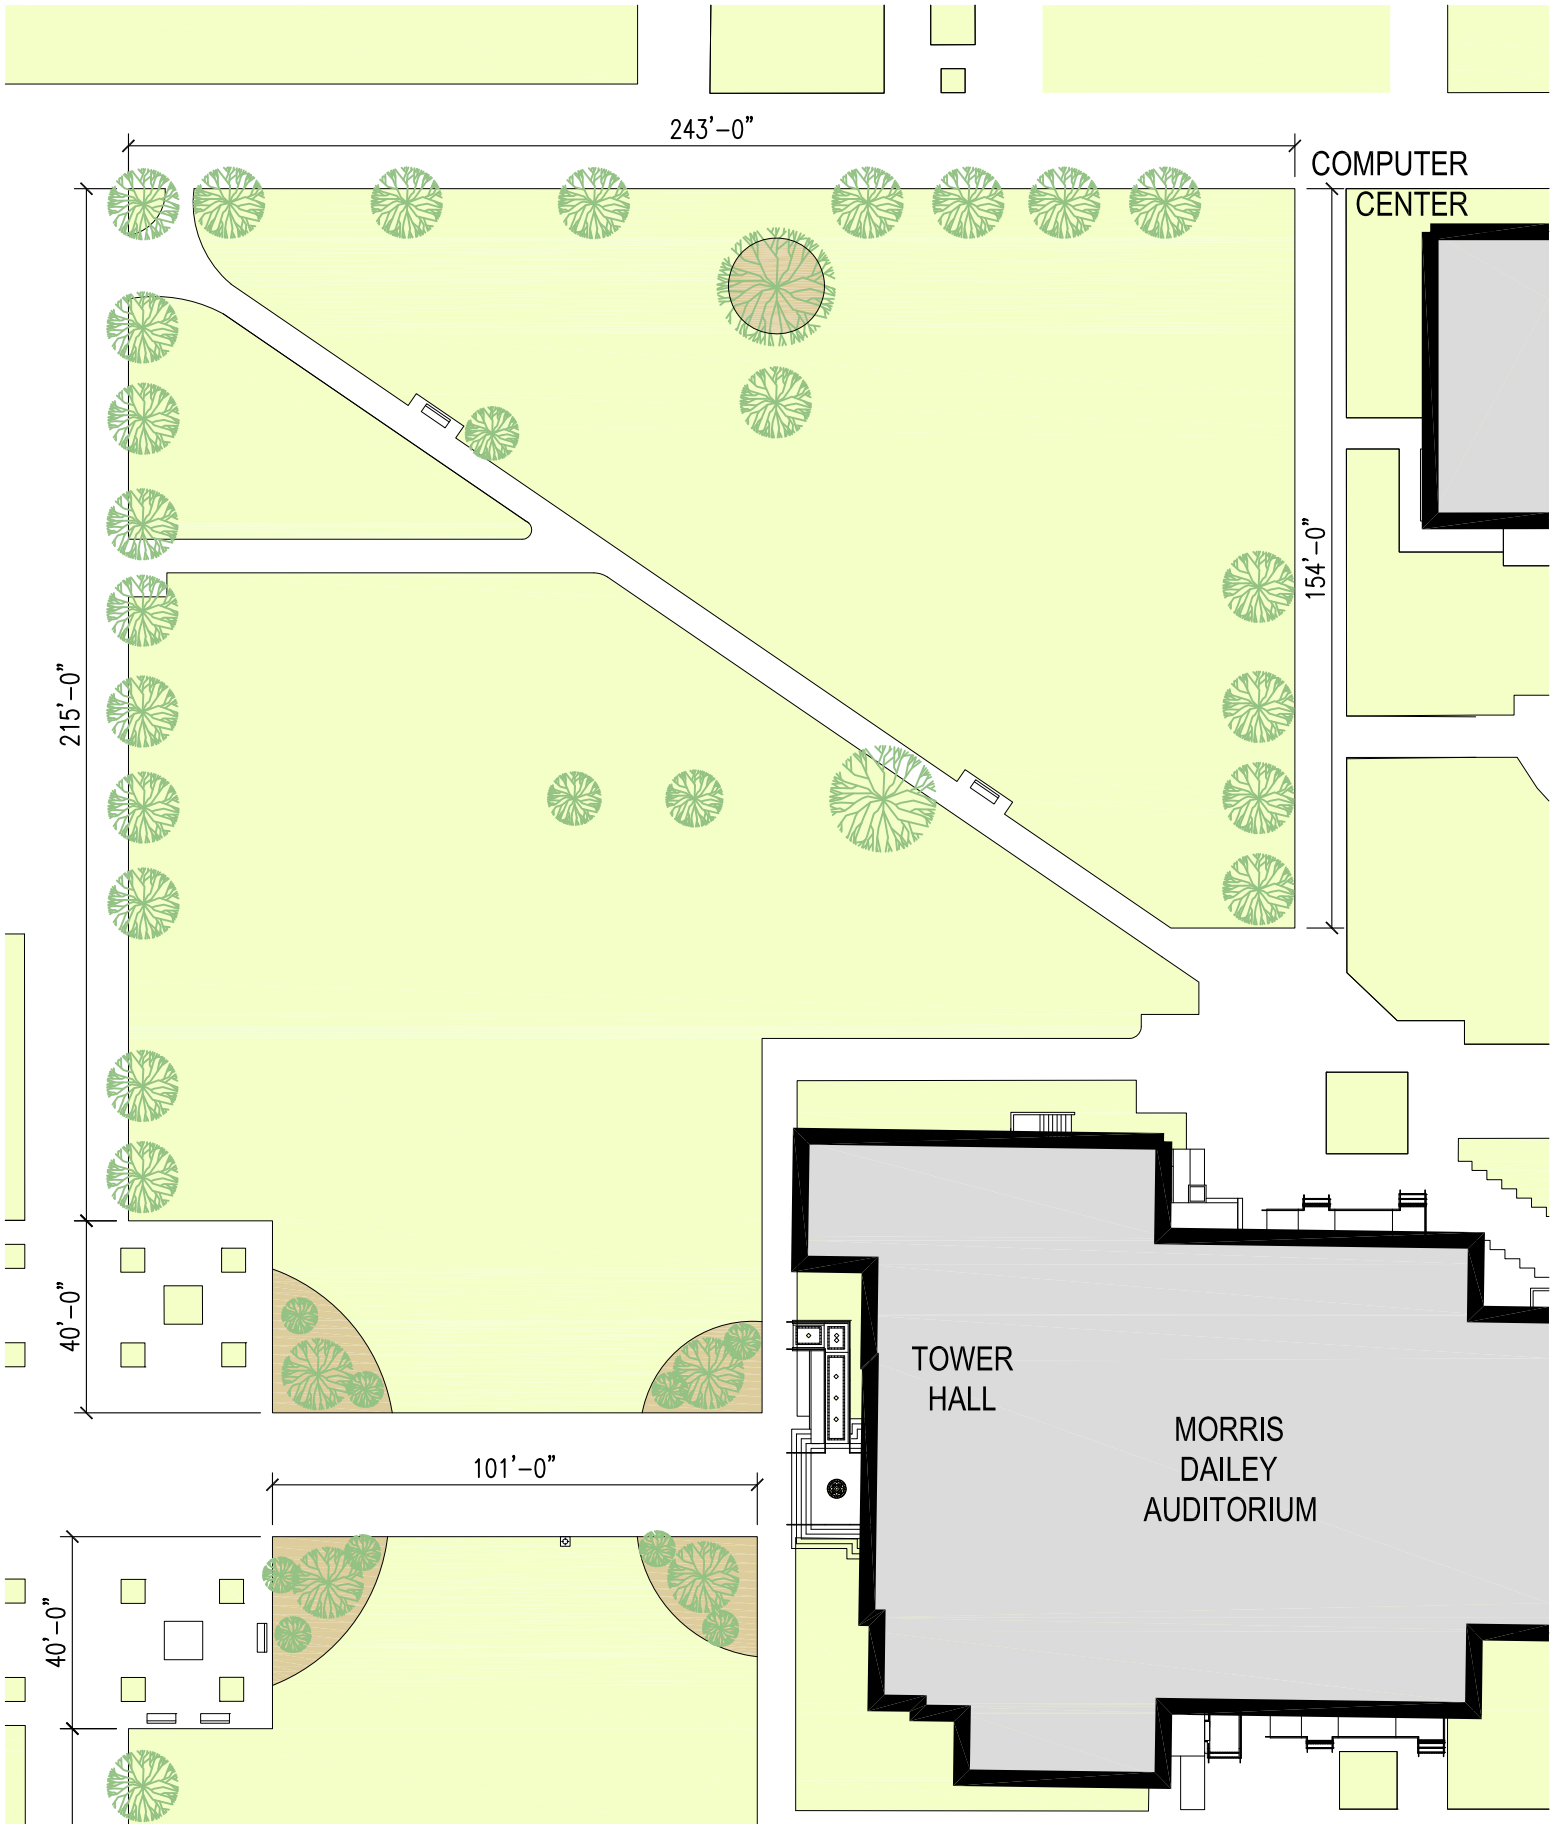 243'-0"
COMPUTER
CENTER
154'-0"
215'-0"
40'-0"
TOWER
HALL
MORRIS
DAILEY
AUDITORIUM
101'-0"
40'-0"